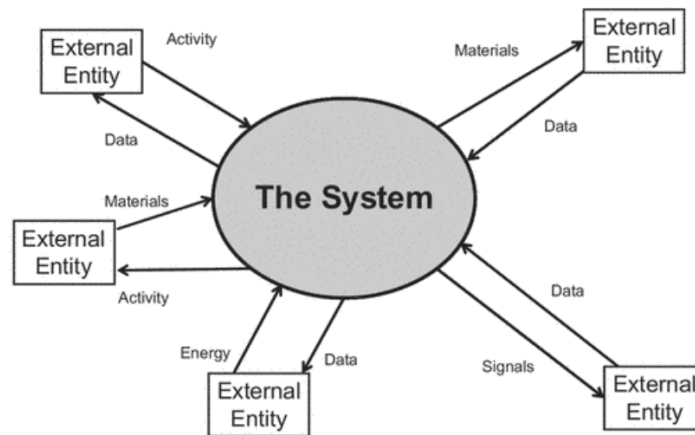 External
Entity
Activity
Data
Materials
External
Entity
Data
The System
Materials
External
Entity
Activity
Energy
Data
External
Entity
Data
Signals
External
Entity